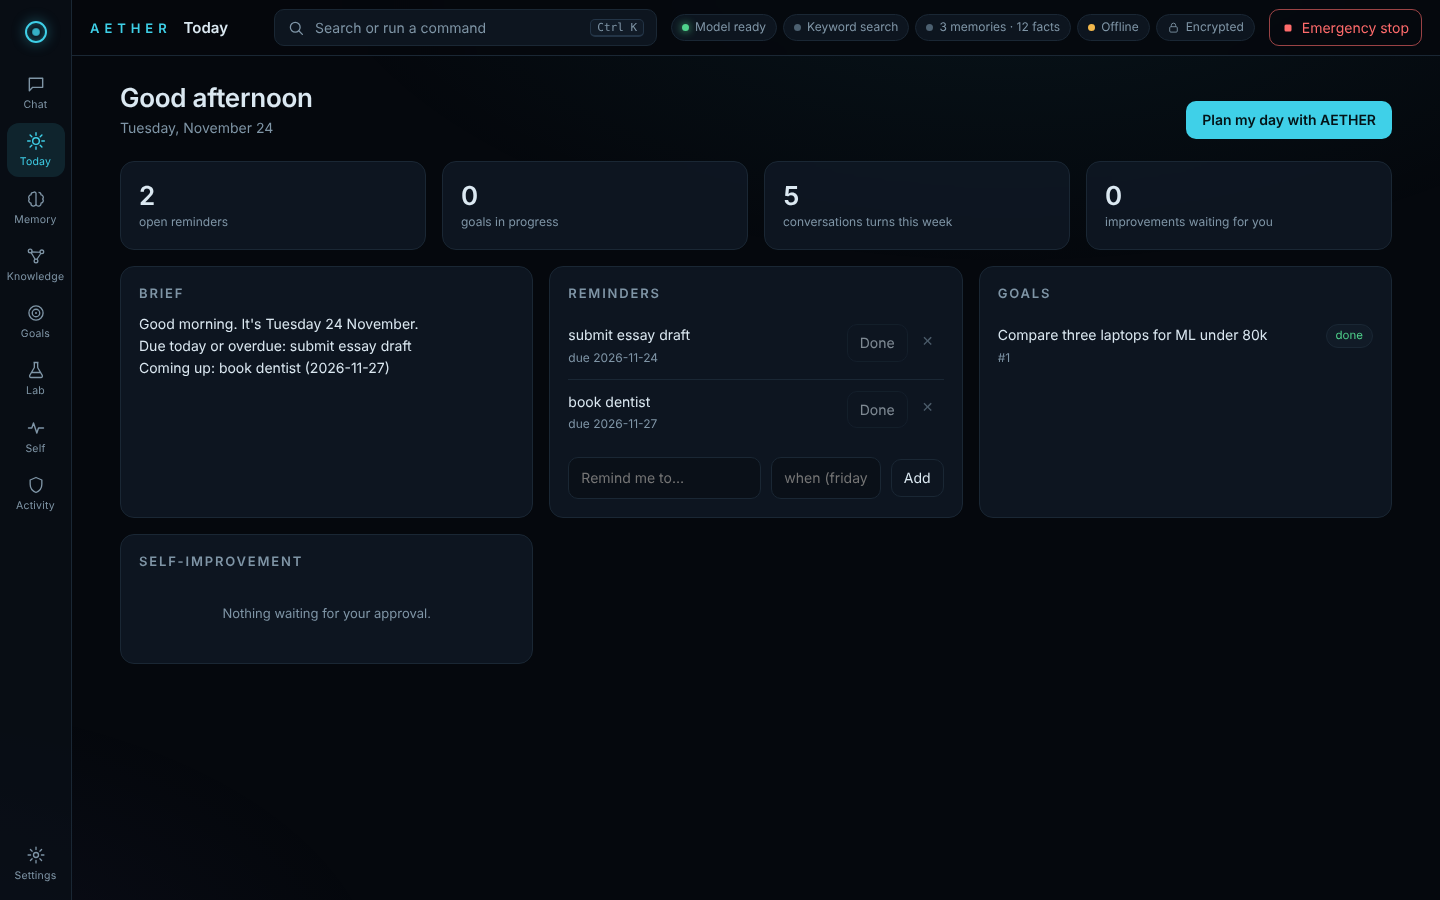 AETHER Today
Search or run a command Ctrl K
Model ready
Keyword search
3 memories · 12 facts
Offline
Encrypted
Emergency stop
Chat
Today
Memory
Knowledge
Goals
Lab
Self
Activity
Settings
Good afternoon
Tuesday, November 24
Plan my day with AETHER
2
open reminders
0
goals in progress
5
conversations turns this week
0
improvements waiting for you
BRIEF
Good morning. It's Tuesday 24 November.
Due today or overdue: submit essay draft
Coming up: book dentist (2026-11-27)
REMINDERS
submit essay draft
due 2026-11-24
Done ×
book dentist
due 2026-11-27
Done ×
Remind me to... when (friday Add
GOALS
Compare three laptops for ML under 80k done
#1
SELF-IMPROVEMENT
Nothing waiting for your approval.